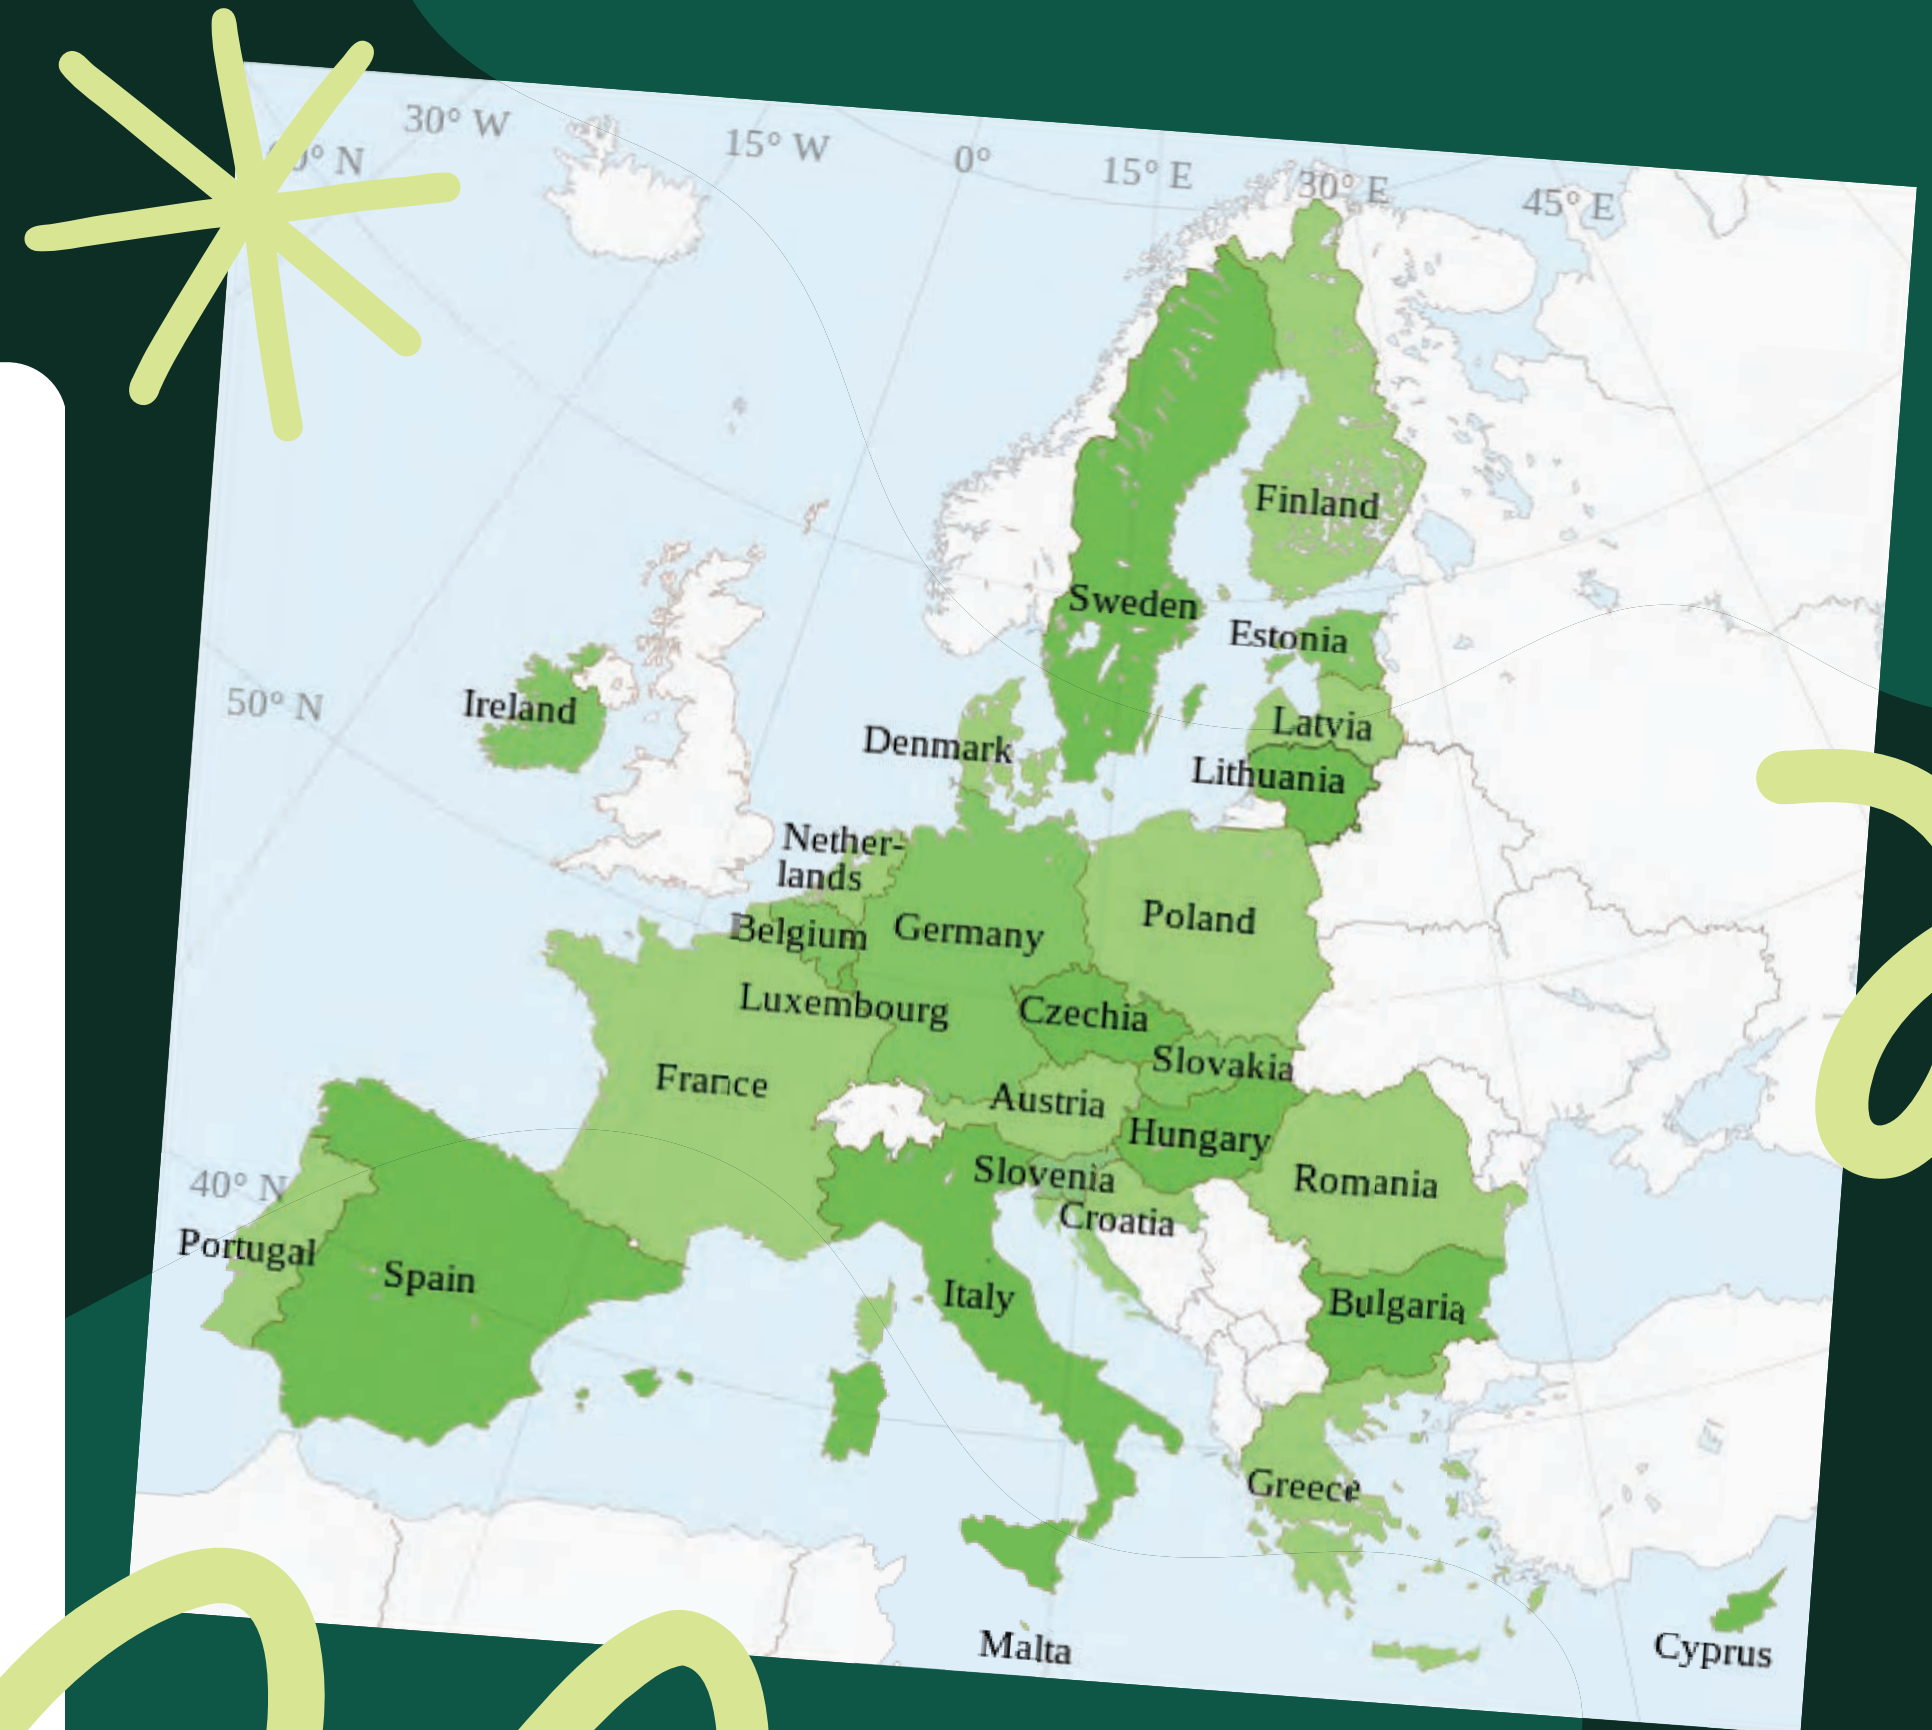 30° W
15° W
0°
15° E
30° E
45° E
0° N
Finland
Sweden
Estonia
Ireland
50° N
Latvia
Denmark
Lithuania
Nether-
lands
Belgium
Germany
Poland
Luxembourg
Czechia
Slovakia
France
Austria
Hungary
Slovenia
Romania
40° N
Croatia
Portugal
Spain
Italy
Bulgaria
Greece
Malta
Cyprus